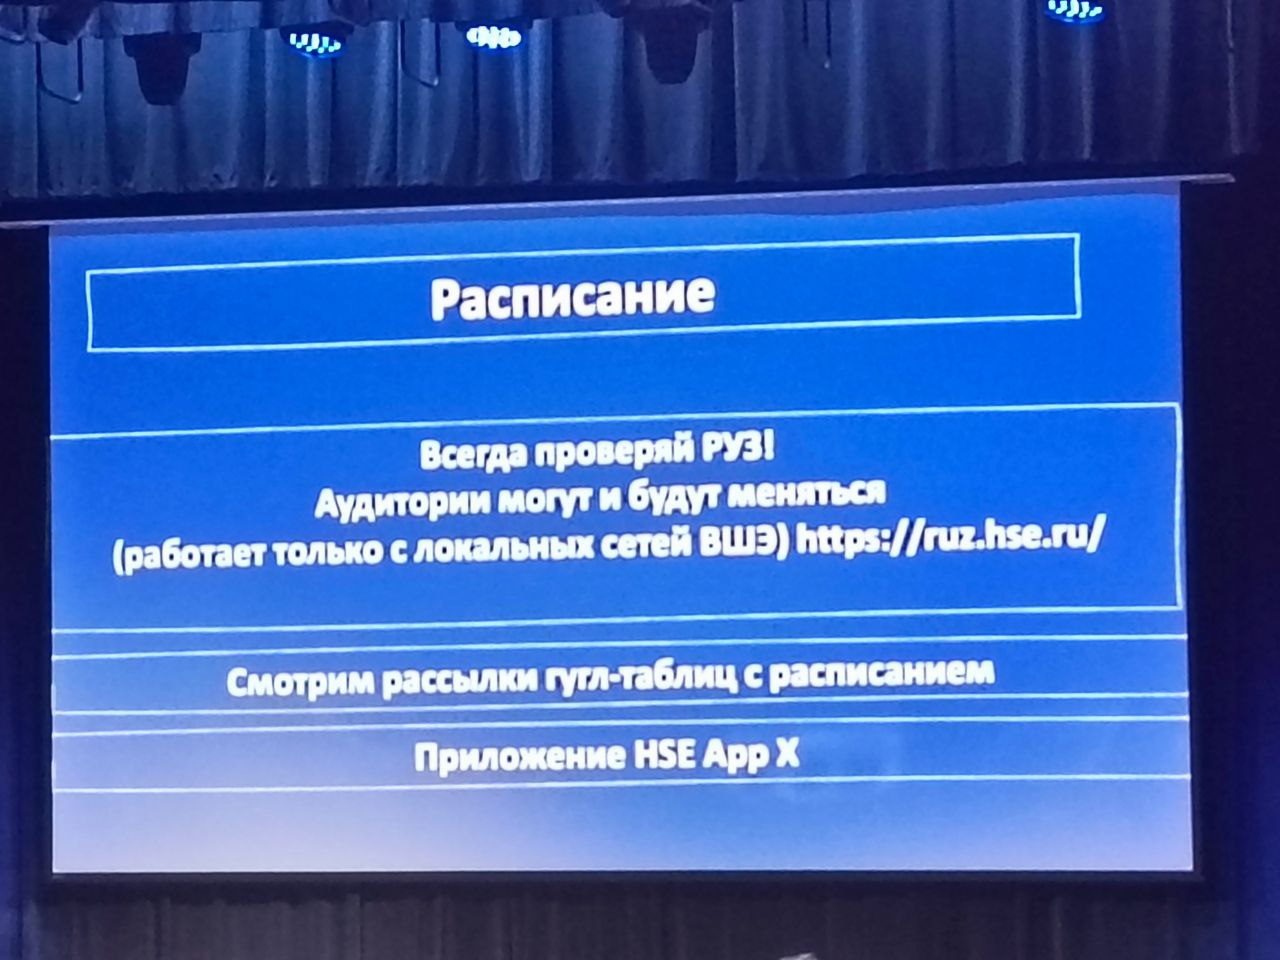 Расписание
Всегда проверяй РУЗ!
Аудитории могут и будут меняться
(работает только с локальных сетей ВШЭ) https://ruz.hse.ru/
Смотрим рассылки гугл-таблиц с расписанием
Приложение HSE App X